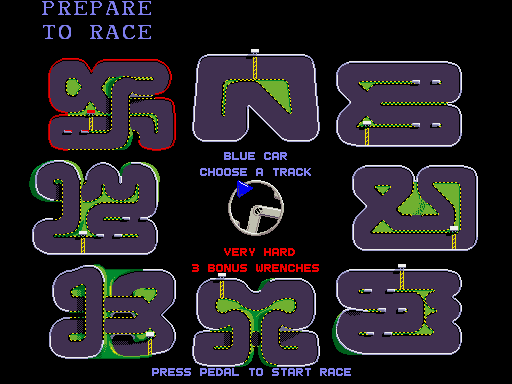 PREPARE
TO RACE
BLUE CAR
CHOOSE A TRACK
VERY HARD
3 BONUS WRENCHES
PRESS PEDAL TO START RACE